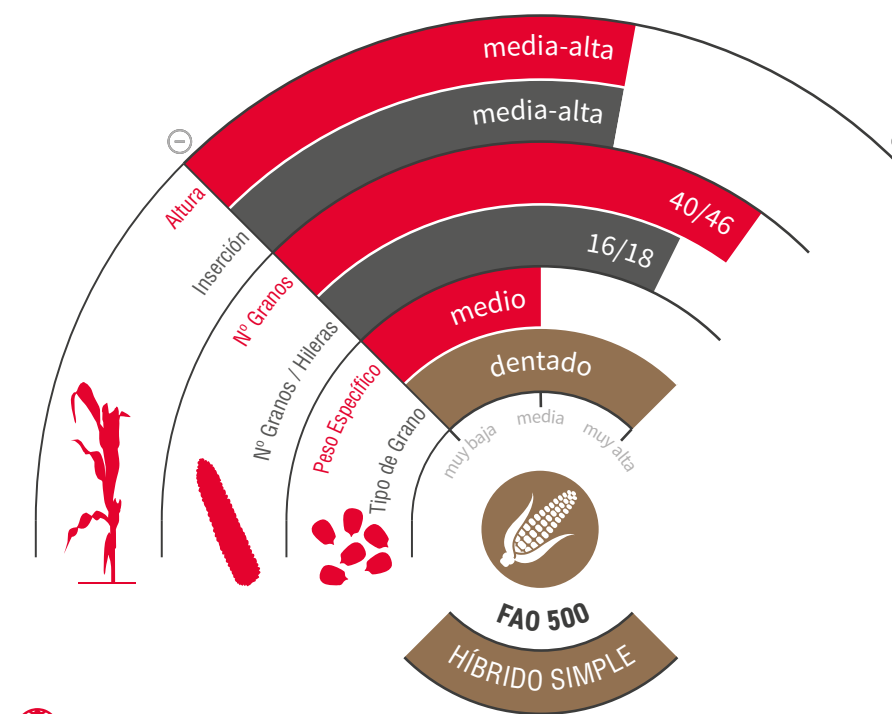 media-alta
media-alta
40/46
16/18
medio
dentado
Altura
Inserción
Nº Granos
Nº Granos / Hileras
Peso Específico
Tipo de Grano
muy baja
media
muy alta
FAO 500
HÍBRIDO SIMPLE